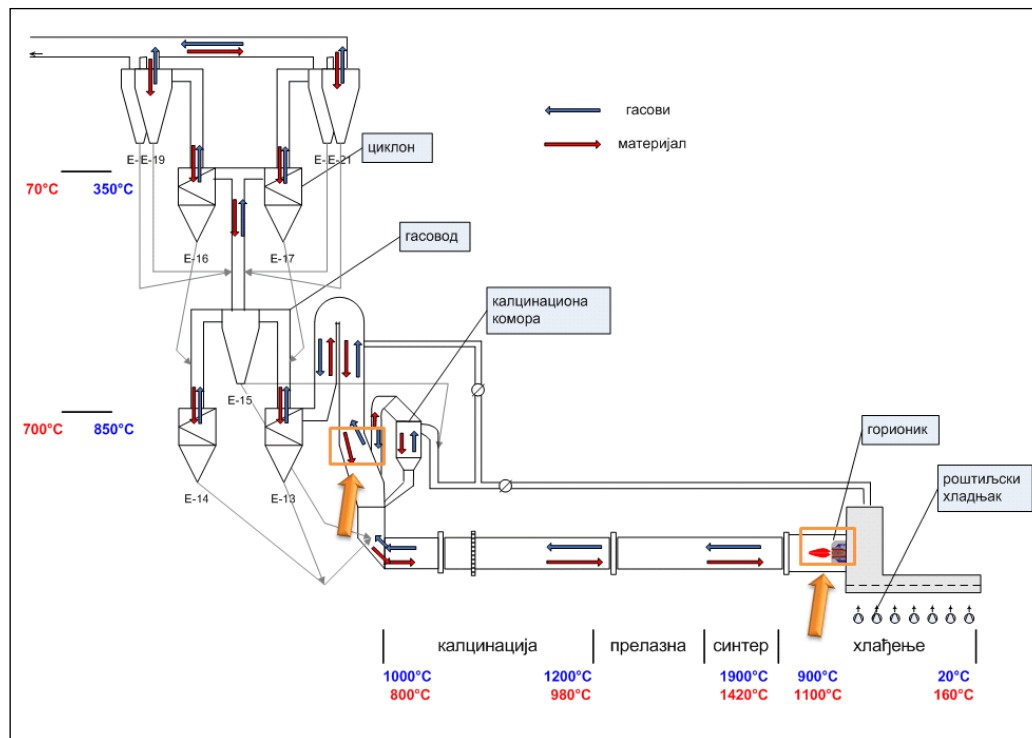 гасови
материјал
E-
E-19
E-
E-21
циклон
70°C
350°C
E-16
E-17
гасовод
калцинациона
комора
E-15
700°C
850°C
E-14
E-13
горионик
роштиљски
хладњак
калцинација
прелазна
синтер
хлађење
1000°C
1200°C
1900°C
900°C
20°C
800°C
980°C
1420°C
1100°C
160°C